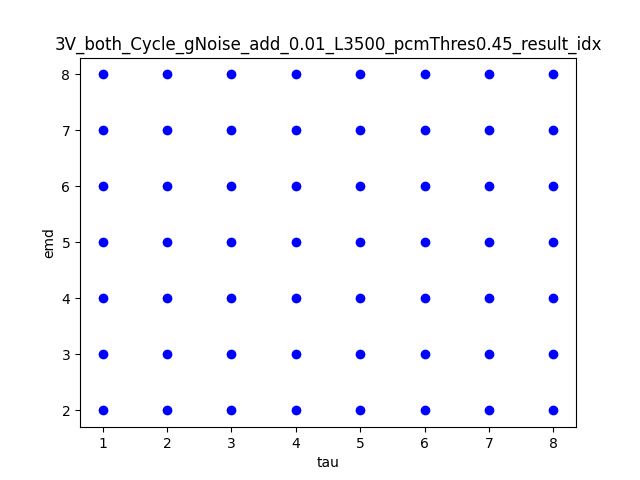 3V_both_Cycle_gNoise_add_0.01_L3500_pcmThres0.45_result_idx
8
7
6
5
4
3
2
emd
1 2 3 4 5 6 7 8
tau